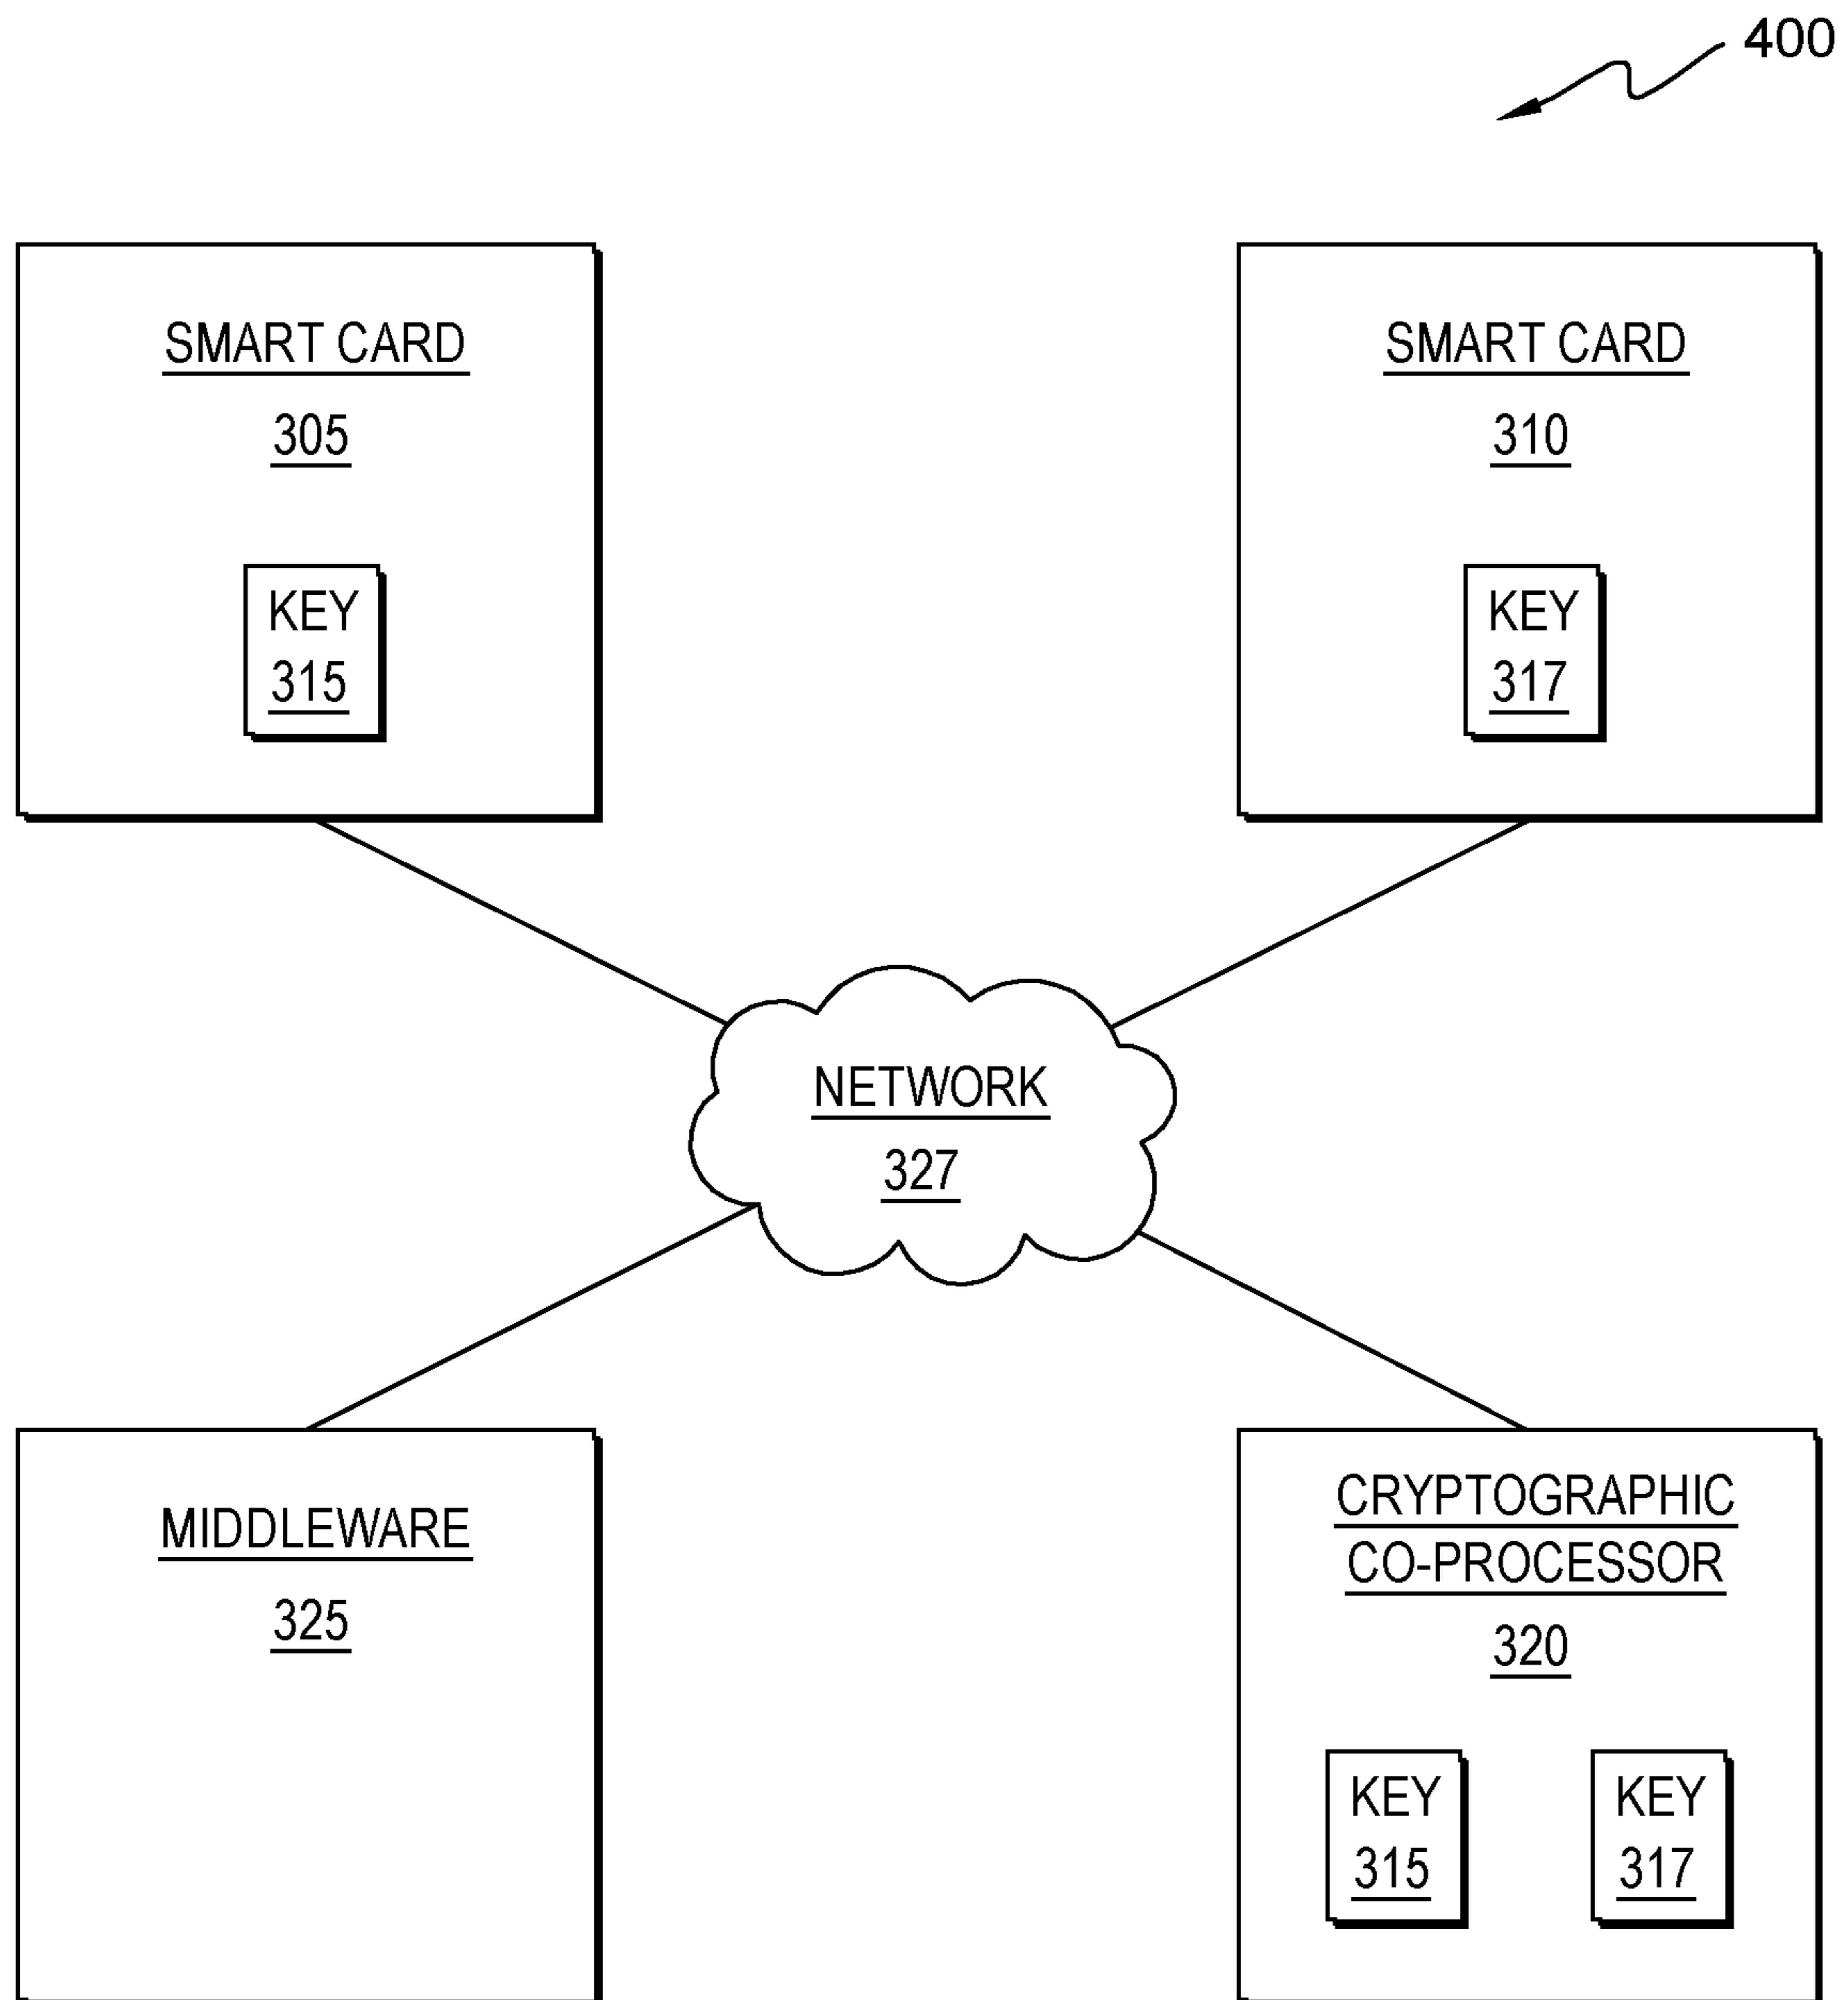 400
SMART CARD
305
KEY
315
SMART CARD
310
KEY
317
NETWORK
327
MIDDLEWARE
325
CRYPTOGRAPHIC
CO-PROCESSOR
320
KEY
315
KEY
317